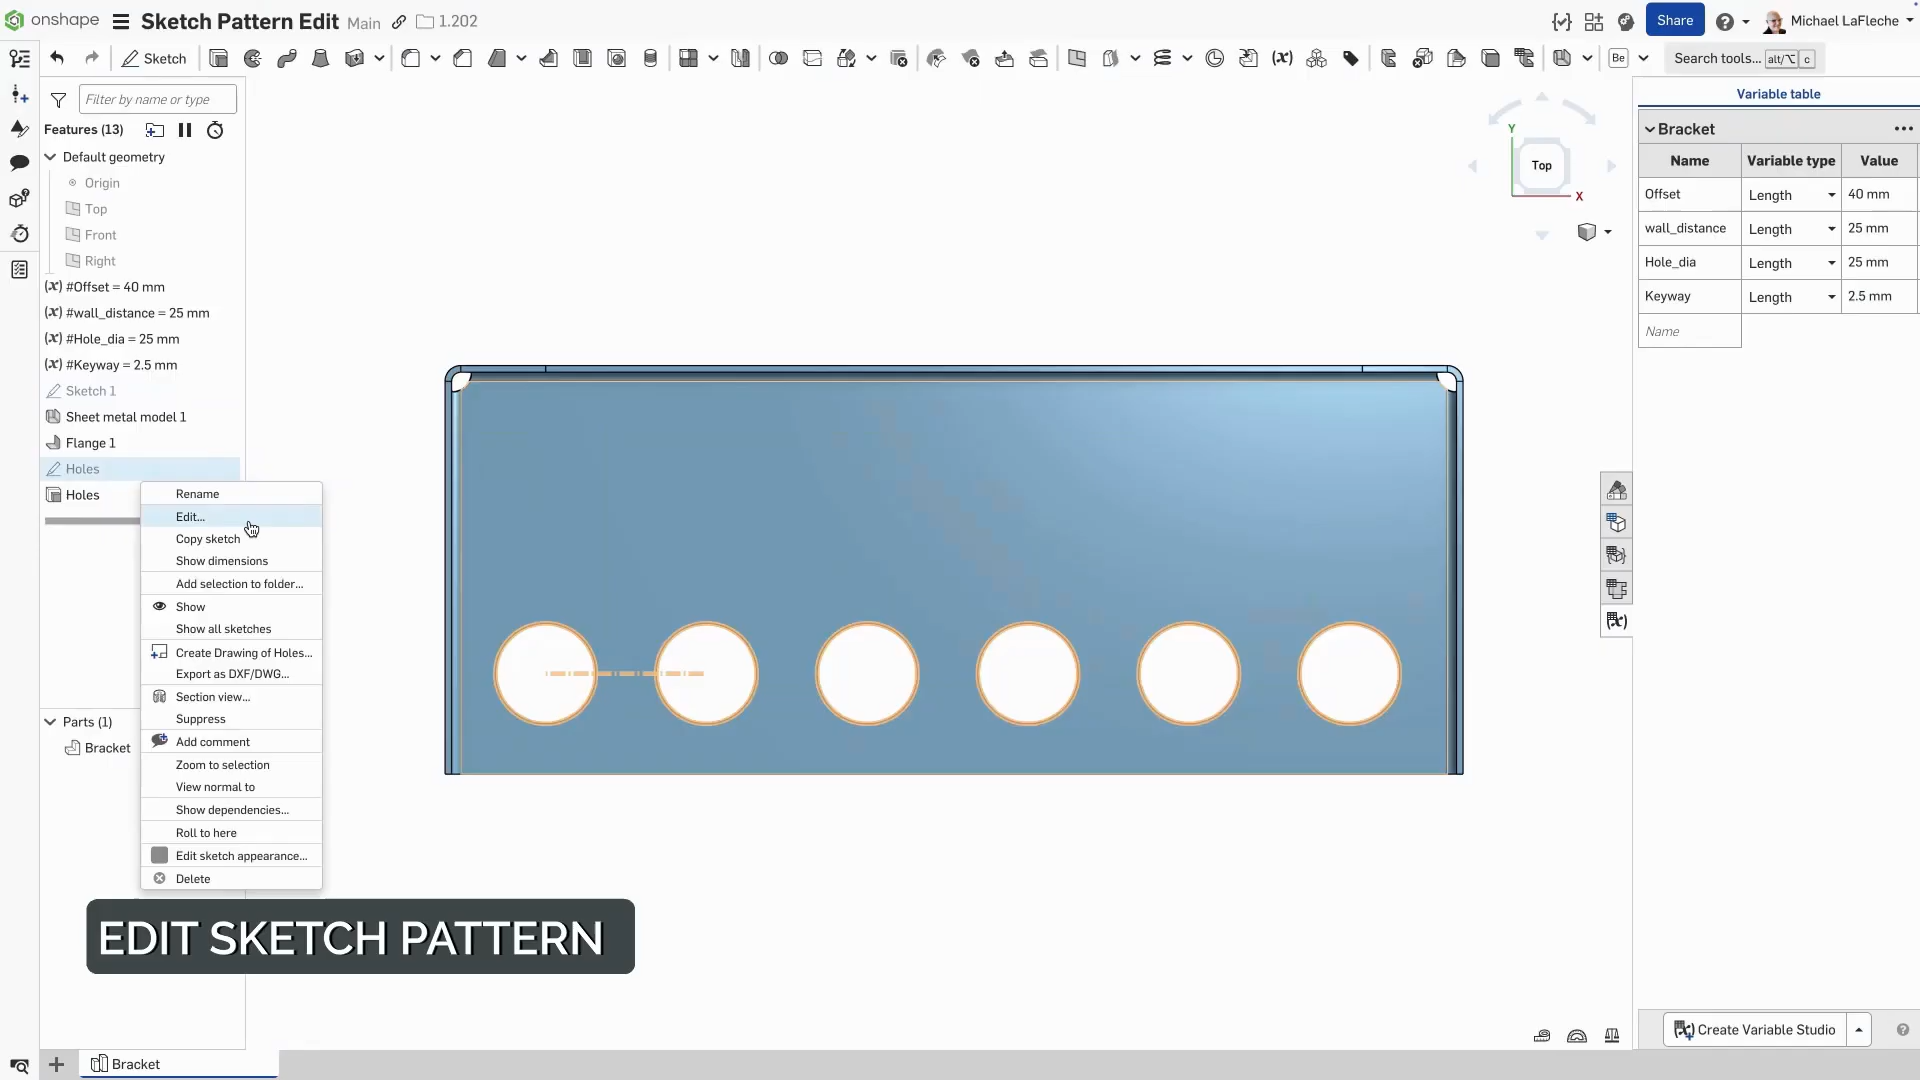 onshape
Sketch Pattern Edit Main 1.202
Share
Michael LaFleche
Sketch
(x)
Be
Search tools... alt/⌥ c
Filter by name or type
Features (13)
Default geometry
Origin
Top
Front
Right
(x) #Offset = 40 mm
(x) #wall_distance = 25 mm
(x) #Hole_dia = 25 mm
(x) #Keyway = 2.5 mm
Sketch 1
Sheet metal model 1
Flange 1
Holes
Holes
Rename
Edit...
Copy sketch
Show dimensions
Add selection to folder...
Show
Show all sketches
Create Drawing of Holes...
Export as DXF/DWG...
Section view...
Suppress
Add comment
Zoom to selection
View normal to
Show dependencies...
Roll to here
Edit sketch appearance...
Delete
Parts (1)
Bracket
EDIT SKETCH PATTERN
Y
Top
X
Variable table
Bracket
Name Variable type Value
Offset Length 40 mm
wall_distance Length 25 mm
Hole_dia Length 25 mm
Keyway Length 2.5 mm
Name
(x)
Create Variable Studio
Bracket